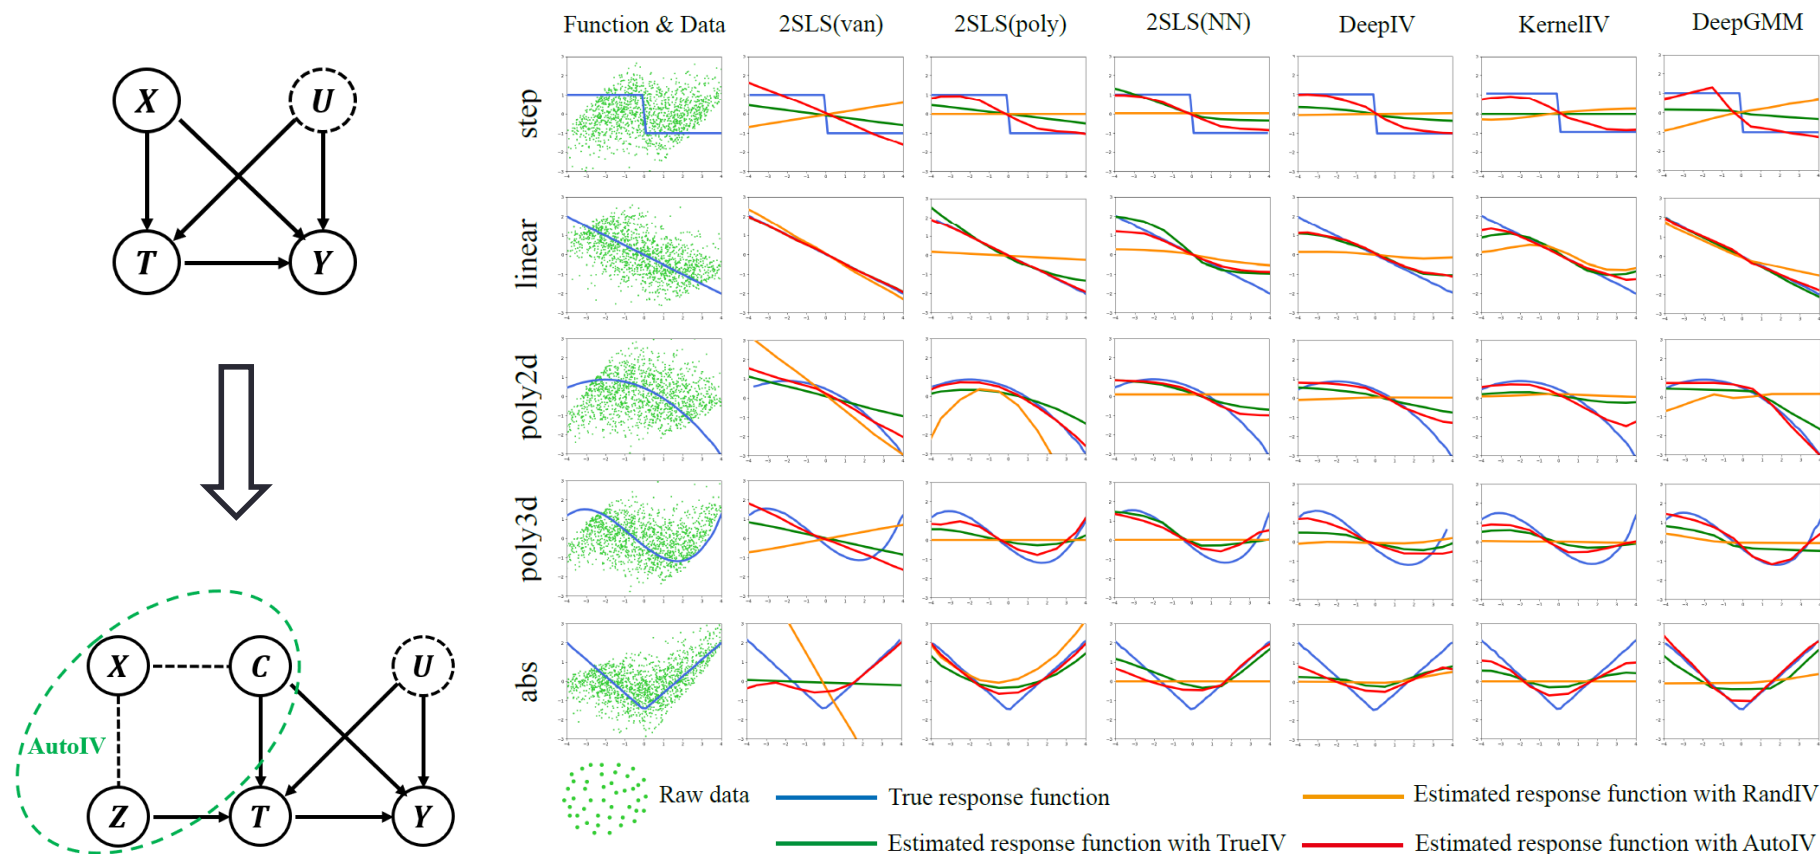 Function & Data 2SLS(van) 2SLS(poly) 2SLS(NN) DeepIV KernelIV DeepGMM
X U
T Y
step
linear
poly2d
poly3d
abs
X C U
AutoIV
Z T Y
Raw data
True response function
Estimated response function with RandIV
Estimated response function with TrueIV
Estimated response function with AutoIV